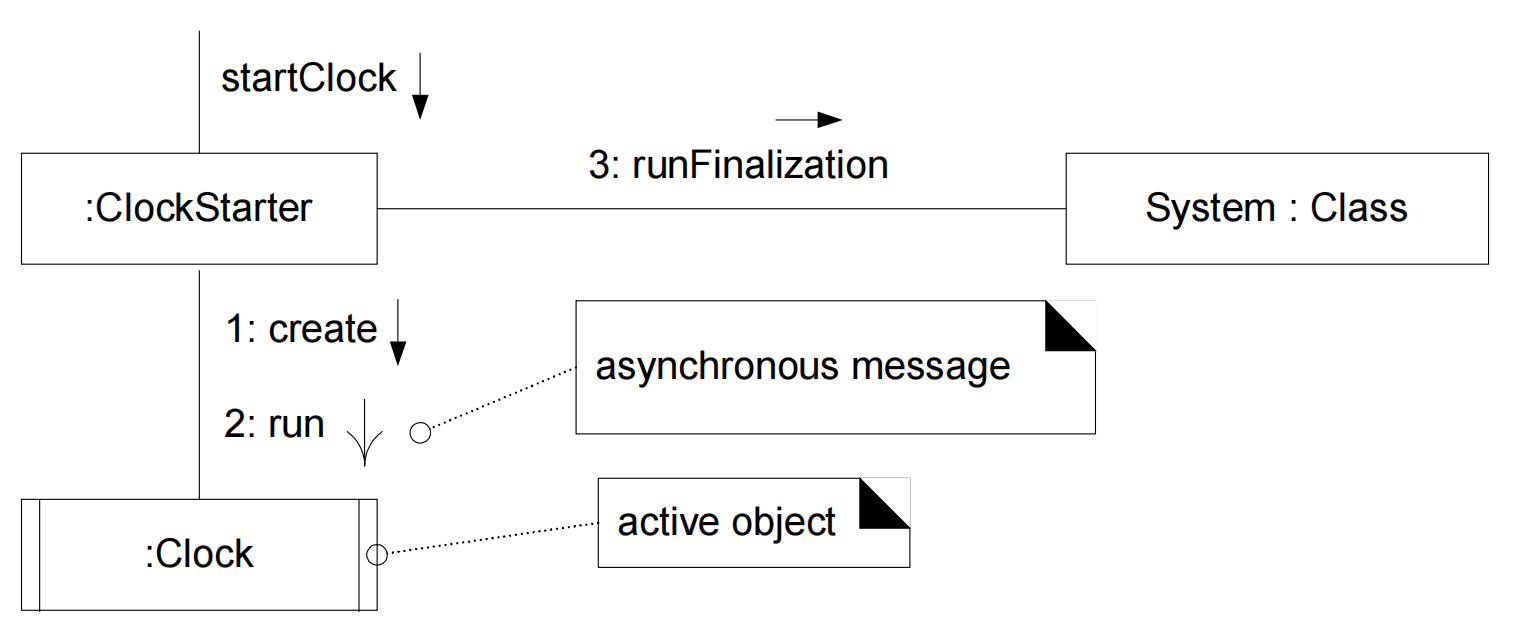 startClock
3: runFinalization
:ClockStarter
System : Class
1: create
asynchronous message
2: run
active object
:Clock